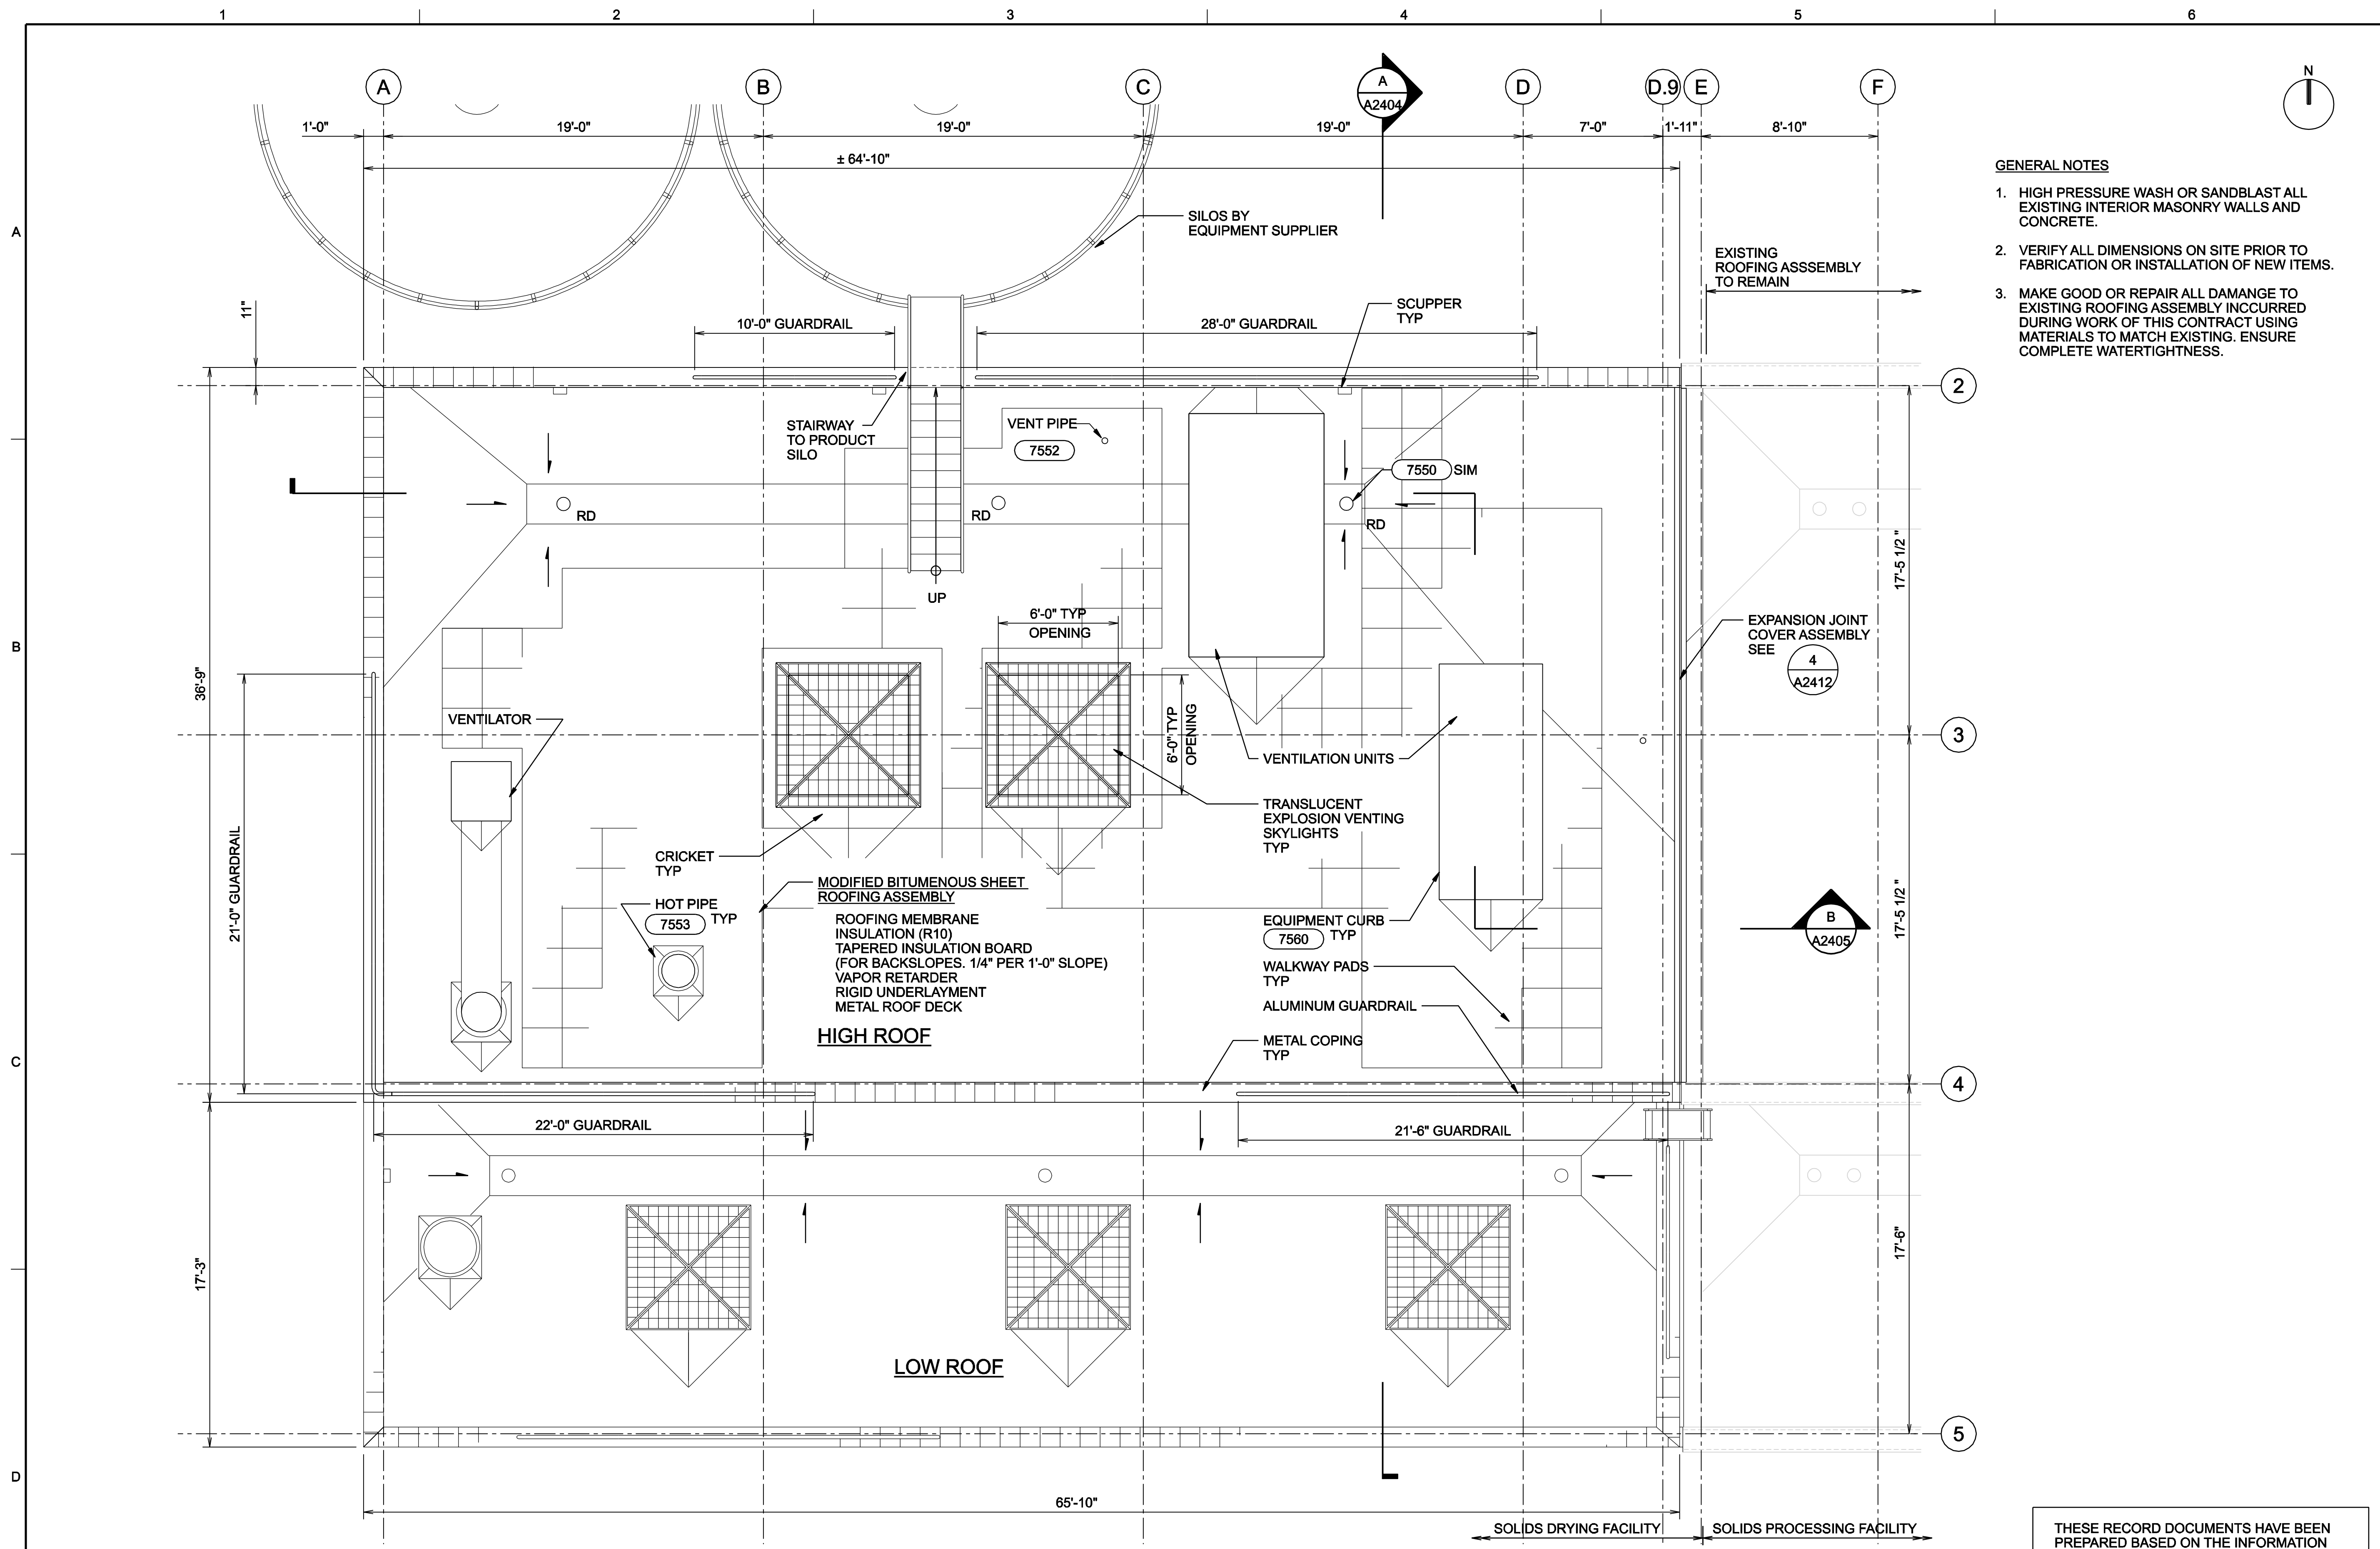 1 2 3 4 5 6
A B C D D.9 E F
A
A2404
N
1'-0" 19'-0" 19'-0" 19'-0" 7'-0" 1'-11" 8'-10"
± 64'-10"
GENERAL NOTES
1. HIGH PRESSURE WASH OR SANDBLAST ALL
EXISTING INTERIOR MASONRY WALLS AND
CONCRETE.
2. VERIFY ALL DIMENSIONS ON SITE PRIOR TO
FABRICATION OR INSTALLATION OF NEW ITEMS.
3. MAKE GOOD OR REPAIR ALL DAMANGE TO
EXISTING ROOFING ASSEMBLY INCCURRED
DURING WORK OF THIS CONTRACT USING
MATERIALS TO MATCH EXISTING. ENSURE
COMPLETE WATERTIGHTNESS.
A
SILOS BY
EQUIPMENT SUPPLIER
EXISTING
ROOFING ASSSEMBLY
TO REMAIN
11"
10'-0" GUARDRAIL
28'-0" GUARDRAIL
SCUPPER
TYP
2
STAIRWAY
TO PRODUCT
SILO
VENT PIPE
7552
7550 SIM
RD
RD
RD
17'-5 1/2 "
UP
6'-0" TYP
OPENING
EXPANSION JOINT
COVER ASSEMBLY
SEE
4
A2412
B
36'-9"
VENTILATOR
6'-0" TYP
OPENING
3
VENTILATION UNITS
TRANSLUCENT
EXPLOSION VENTING
SKYLIGHTS
TYP
21'-0" GUARDRAIL
CRICKET
TYP
MODIFIED BITUMENOUS SHEET
ROOFING ASSEMBLY
ROOFING MEMBRANE
INSULATION (R10)
TAPERED INSULATION BOARD
(FOR BACKSLOPES. 1/4" PER 1'-0" SLOPE)
VAPOR RETARDER
RIGID UNDERLAYMENT
METAL ROOF DECK
HOT PIPE
7553 TYP
EQUIPMENT CURB
7560 TYP
B
A2405
17'-5 1/2 "
WALKWAY PADS
TYP
ALUMINUM GUARDRAIL
HIGH ROOF
METAL COPING
TYP
C
4
22'-0" GUARDRAIL
21'-6" GUARDRAIL
17'-3"
17'-6"
LOW ROOF
5
D
65'-10"
SOLIDS DRYING FACILITY
SOLIDS PROCESSING FACILITY
THESE RECORD DOCUMENTS HAVE BEEN
PREPARED BASED ON THE INFORMATION